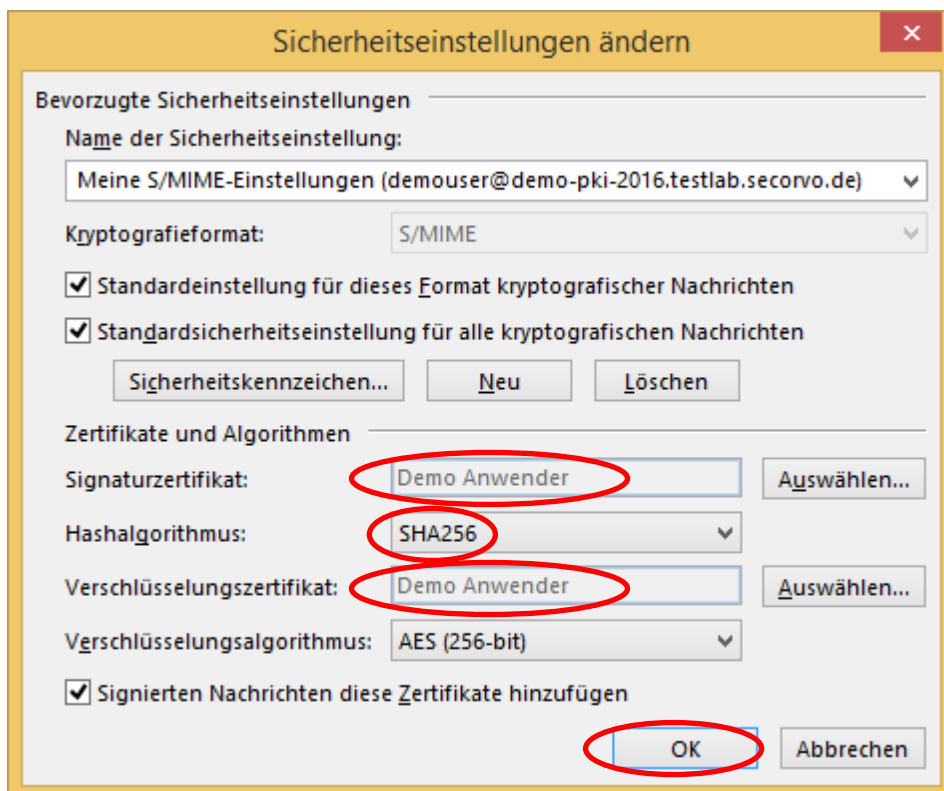 Sicherheitseinstellungen ändern
Bevorzugte Sicherheitseinstellungen
Name der Sicherheitseinstellung:
Meine S/MIME-Einstellungen (demouser@demo-pki-2016.testlab.secorvo.de)
Kryptografieformat: S/MIME
Standardeinstellung für dieses Format kryptografischer Nachrichten
Standardsicherheitseinstellung für alle kryptografischen Nachrichten
Sicherheitskennzeichen... Neu Löschen
Zertifikate und Algorithmen
Signaturzertifikat: Demo Anwender Auswählen...
Hashalgorithmus: SHA256
Verschlüsselungszertifikat: Demo Anwender Auswählen...
Verschlüsselungsalgorithmus: AES (256-bit)
Signierten Nachrichten diese Zertifikate hinzufügen
OK Abbrechen